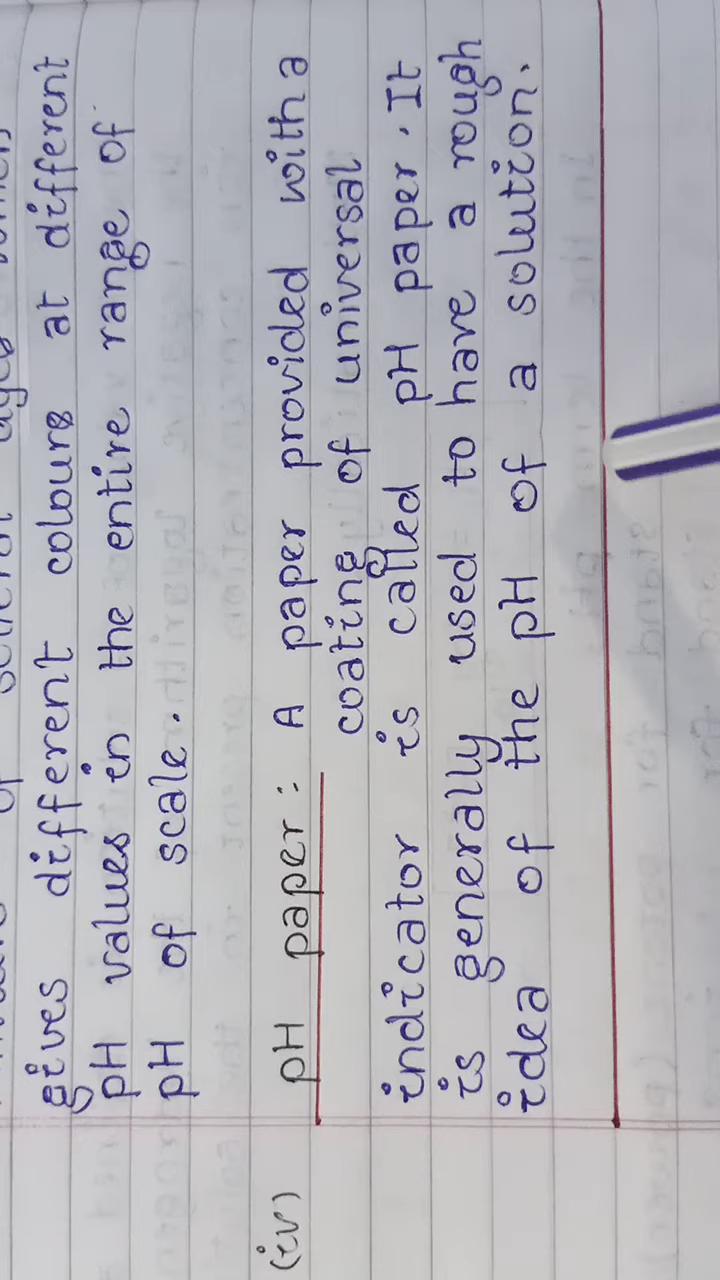 gives different colours at different
pH values in the entire range of
pH of scale.
(iv) pH paper: A paper provided with a
coating of universal
indicator is called pH paper. It
is generally used to have a rough
idea of the pH of a solution.